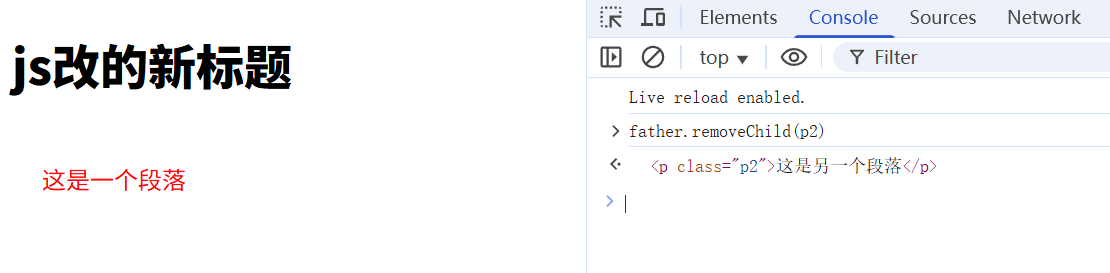 js改的新标题
这是一个段落
Elements Console Sources Network
top ▼ Filter
Live reload enabled.
father.removeChild(p2)
<p class="p2">这是另一个段落</p>